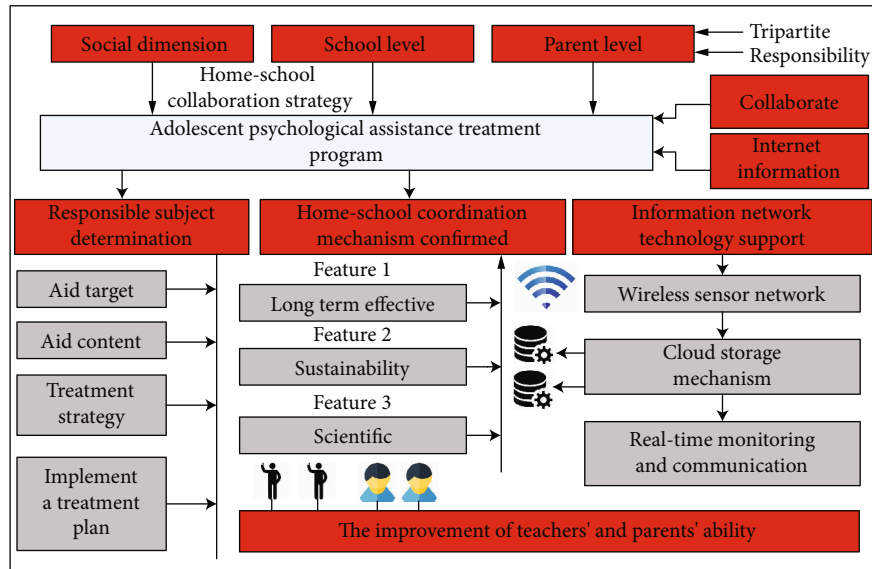 Social dimension
School level
Parent level
Tripartite
Responsibility
Home-school
collaboration strategy
Collaborate
Adolescent psychological assistance treatment
program
Internet
information
Responsible subject
determination
Home-school coordination
mechanism confirmed
Information network
technology support
Feature 1
Aid target
Long term effective
Wireless sensor network
Feature 2
Aid content
Sustainability
Cloud storage
mechanism
Treatment
strategy
Feature 3
Scientific
Real-time monitoring
and communication
Implement
a treatment
plan
The improvement of teachers' and parents' ability